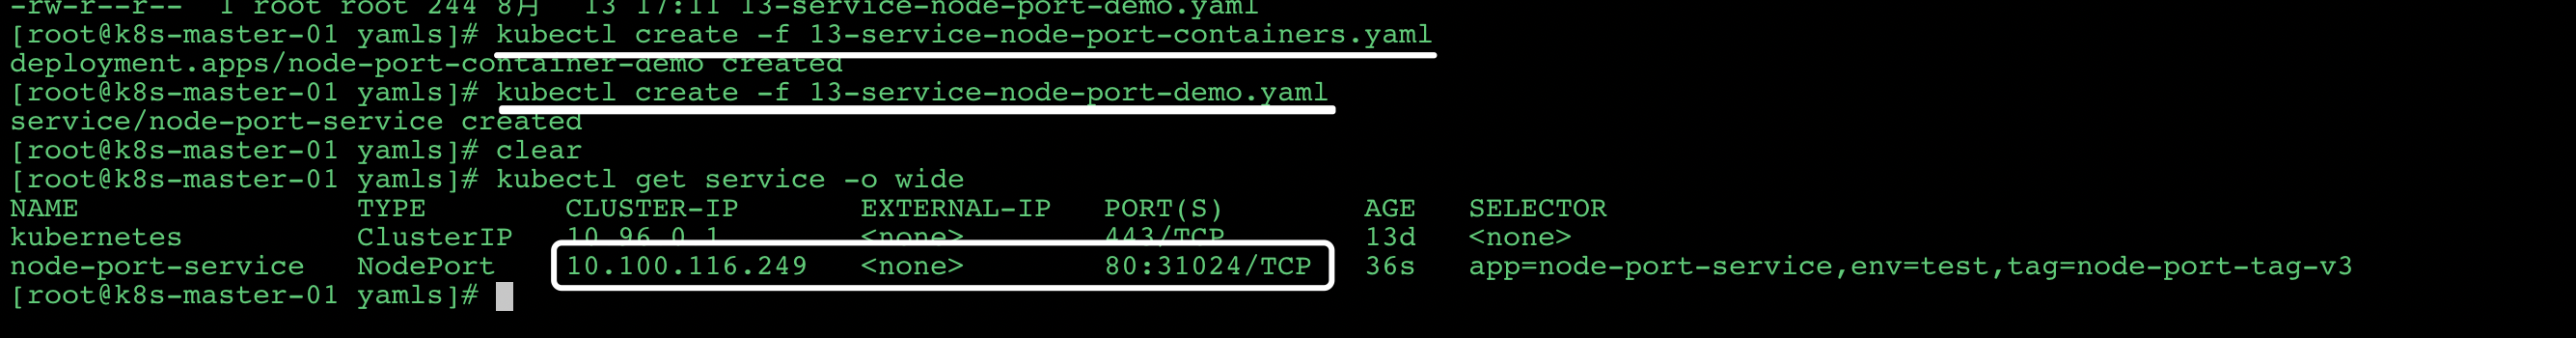 -rw-r--r--  1 root root 244 8月  13 17:11 13-service-node-port-demo.yaml
[root@k8s-master-01 yamls]# kubectl create -f 13-service-node-port-containers.yaml
deployment.apps/node-port-container-demo created
[root@k8s-master-01 yamls]# kubectl create -f 13-service-node-port-demo.yaml
service/node-port-service created
[root@k8s-master-01 yamls]# clear
[root@k8s-master-01 yamls]# kubectl get service -o wide
NAME                TYPE        CLUSTER-IP       EXTERNAL-IP   PORT(S)        AGE   SELECTOR
kubernetes          ClusterIP   10.96.0.1        <none>        443/TCP        13d   <none>
node-port-service   NodePort    10.100.116.249   <none>        80:31024/TCP   36s   app=node-port-service,env=test,tag=node-port-tag-v3
[root@k8s-master-01 yamls]#